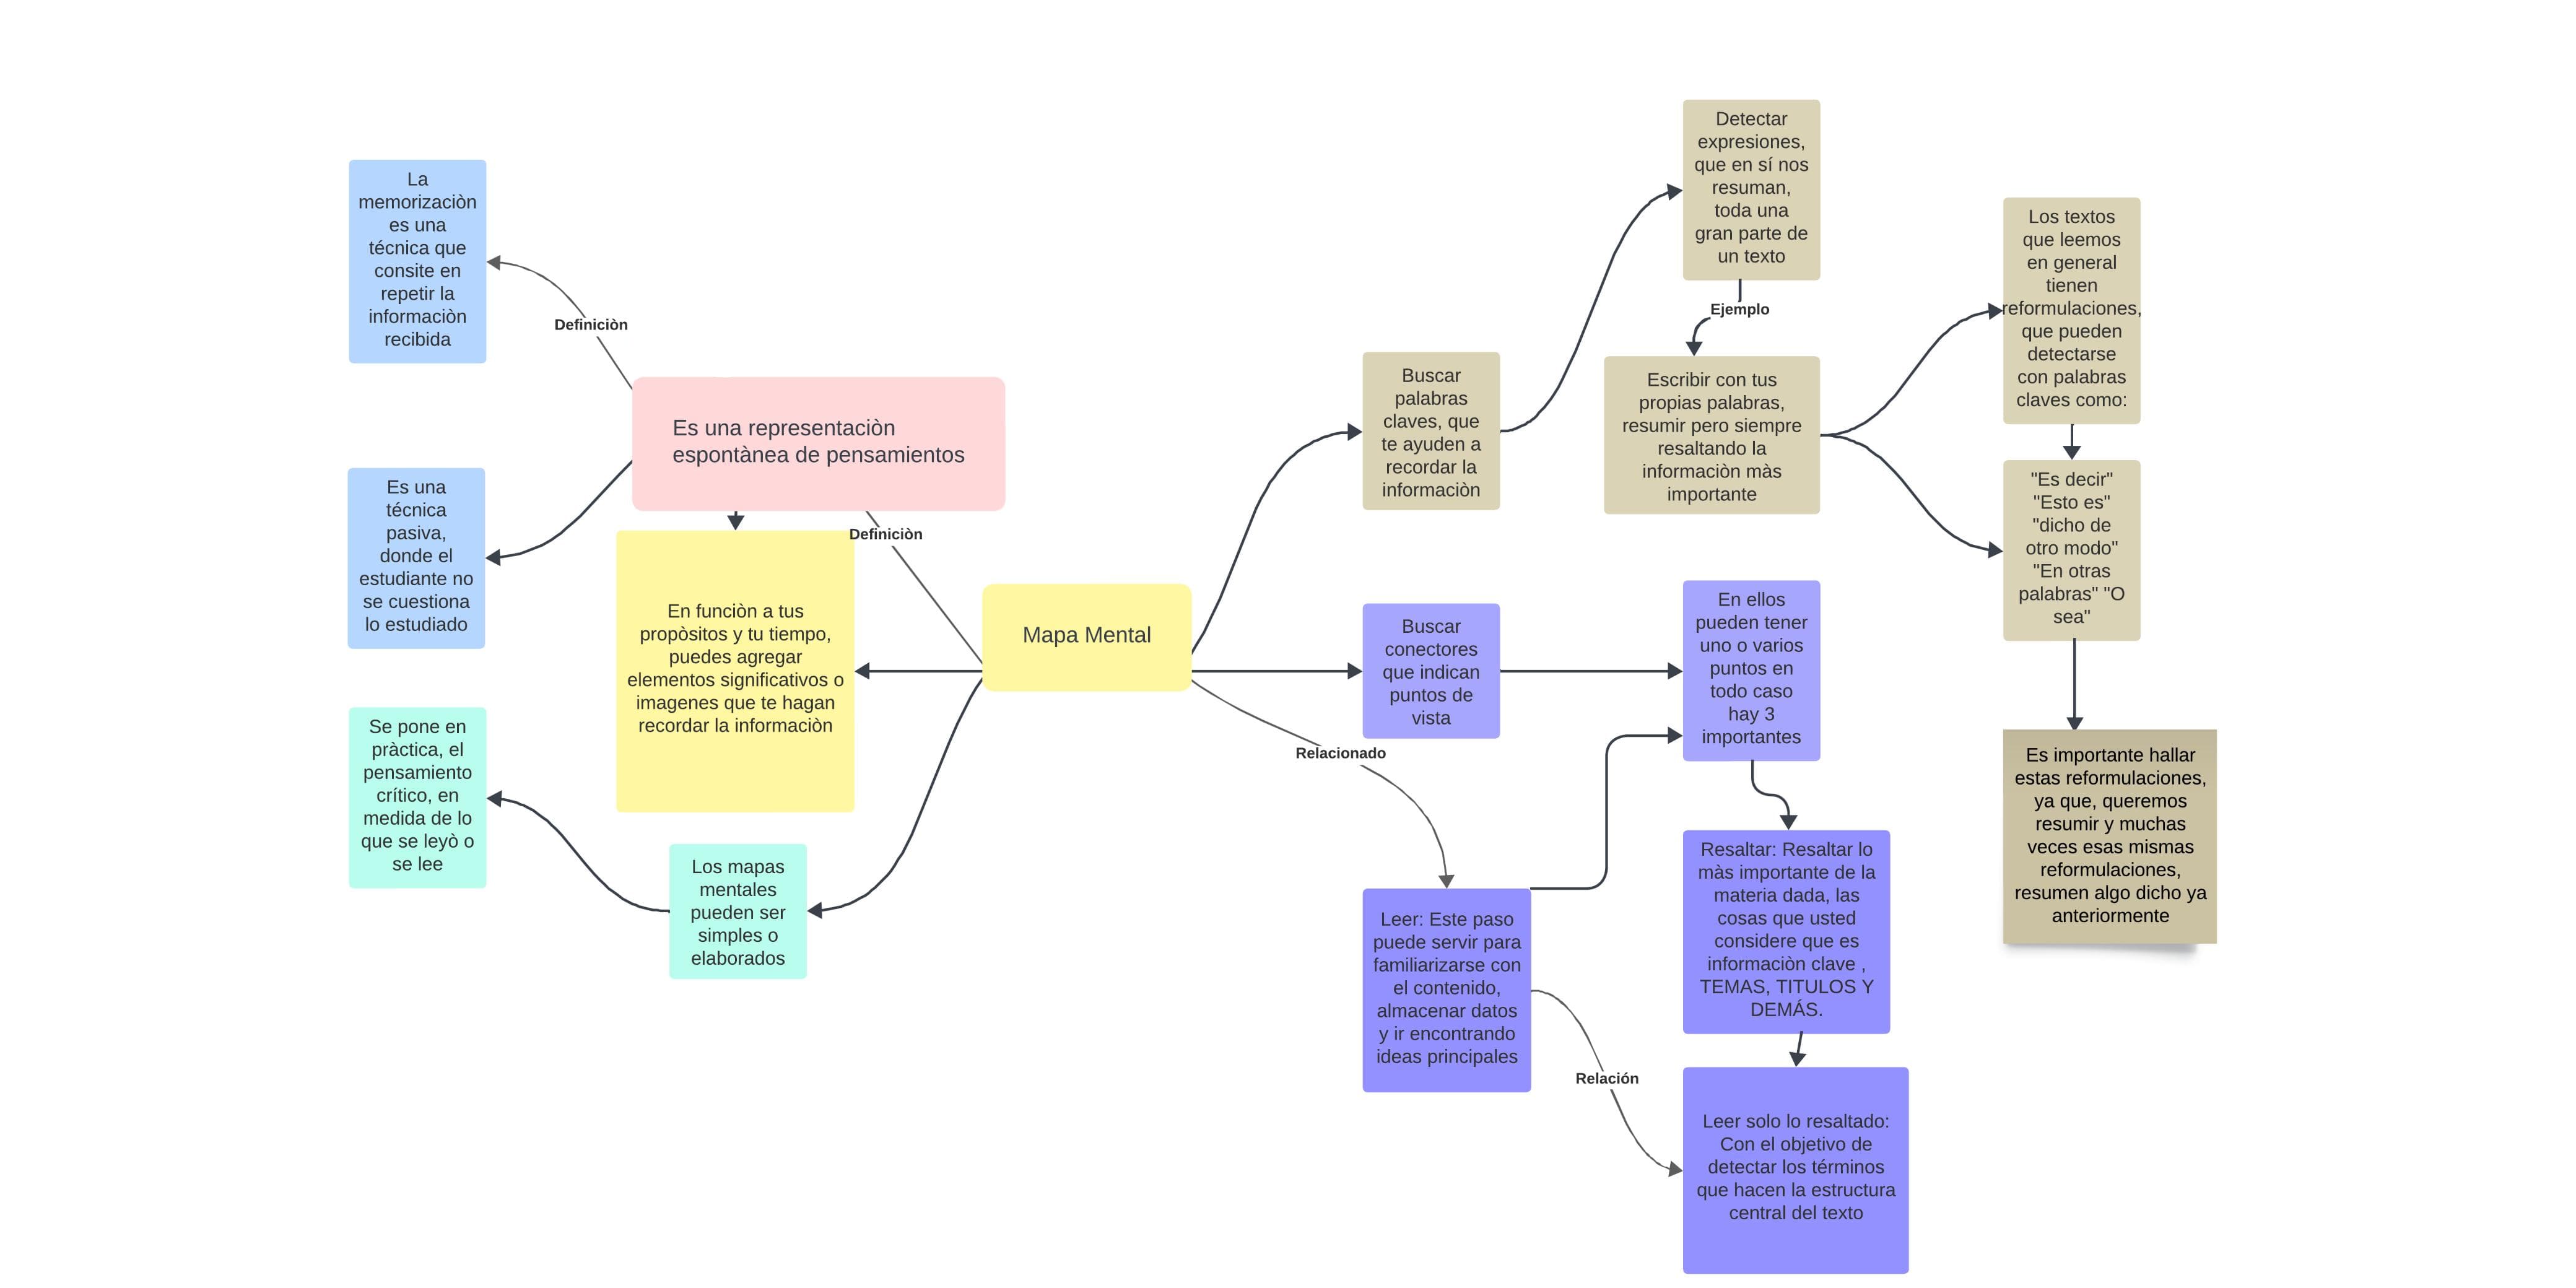 La
memorizaciòn
es una
técnica que
consite en
repetir la
informaciòn
recibida
Definiciòn
Es una representaciòn
espontànea de pensamientos
Es una
técnica
pasiva,
donde el
estudiante no
se cuestiona
lo estudiado
Definiciòn
En funciòn a tus
propòsitos y tu tiempo,
puedes agregar
elementos significativos o
imagenes que te hagan
recordar la informaciòn
Mapa Mental
Se pone en
pràctica, el
pensamiento
crítico, en
medida de lo
que se leyò o
se lee
Los mapas
mentales
pueden ser
simples o
elaborados
Buscar
palabras
claves, que
te ayuden a
recordar la
informaciòn
Detectar
expresiones,
que en sí nos
resuman,
toda una
gran parte de
un texto
Ejemplo
Escribir con tus
propias palabras,
resumir pero siempre
resaltando la
informaciòn màs
importante
Los textos
que leemos
en general
tienen
reformulaciones,
que pueden
detectarse
con palabras
claves como:
"Es decir"
"Esto es"
"dicho de
otro modo"
"En otras
palabras" "O
sea"
Es importante hallar
estas reformulaciones,
ya que, queremos
resumir y muchas
veces esas mismas
reformulaciones,
resumen algo dicho ya
anteriormente
Buscar
conectores
que indican
puntos de
vista
En ellos
pueden tener
uno o varios
puntos en
todo caso
hay 3
importantes
Relacionado
Leer: Este paso
puede servir para
familiarizarse con
el contenido,
almacenar datos
y ir encontrando
ideas principales
Resaltar: Resaltar lo
màs importante de la
materia dada, las
cosas que usted
considere que es
informaciòn clave ,
TEMAS, TITULOS Y
DEMÁS.
Relación
Leer solo lo resaltado:
Con el objetivo de
detectar los términos
que hacen la estructura
central del texto